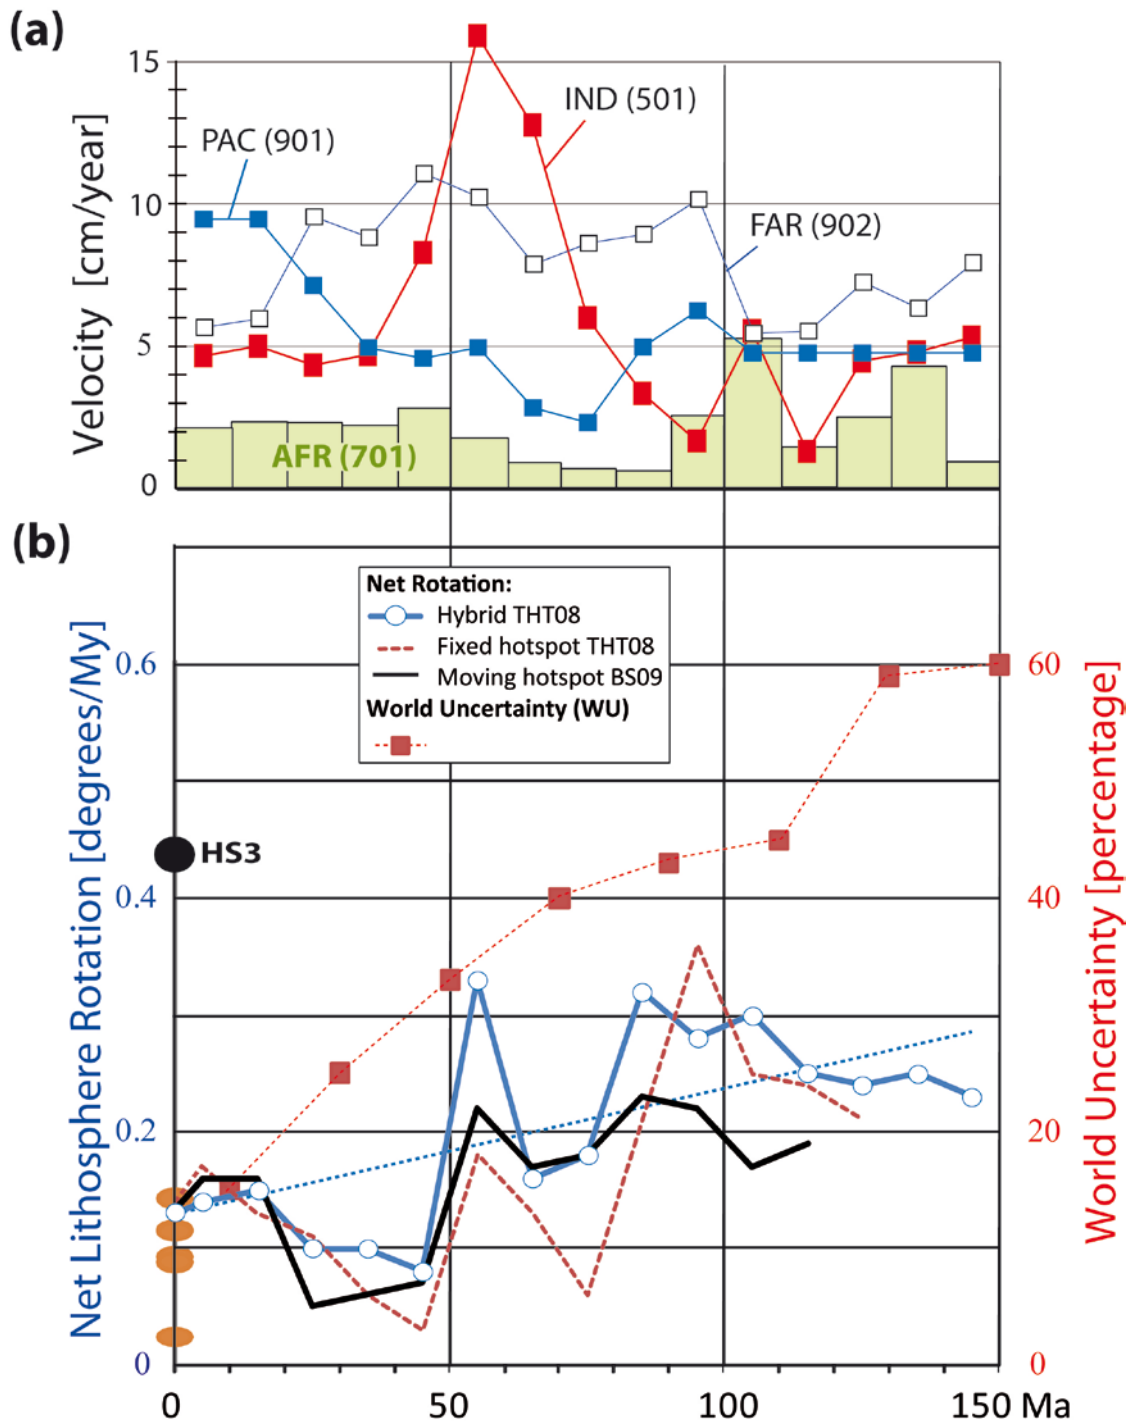 (a)
15
10
5
0
Velocity [cm/year]
PAC (901)
IND (501)
FAR (902)
AFR (701)
(b)
Net Rotation:
Hybrid THT08
Fixed hotspot THT08
Moving hotspot BS09
World Uncertainty (WU)
HS3
0.6
0.4
0.2
0
Net Lithosphere Rotation [degrees/My]
60
40
20
0
World Uncertainty [percentage]
0 50 100 150 Ma